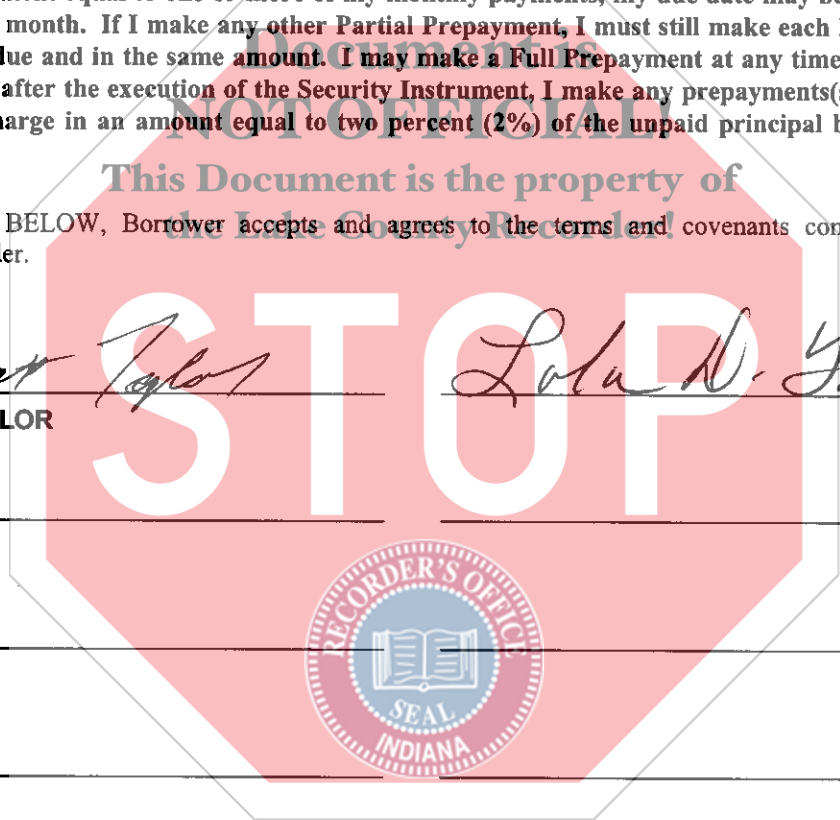 month. If I make any other Partial Prepayment, I must still make each
due and in the same amount. I may make a Full Prepayment at any time
after the execution of the Security Instrument, I make any prepayments(
harge in an amount equal to two percent (2%) of the unpaid principal b
Document is
NOT OFFICIAL!
This Document is the property of
the Lake County Recorder!
BELOW, Borrower accepts and agrees to the terms and covenants con
er.
Taylor
Lola D.
LOR
STOP
RECORDER'S OFFICE
SEAL
INDIANA